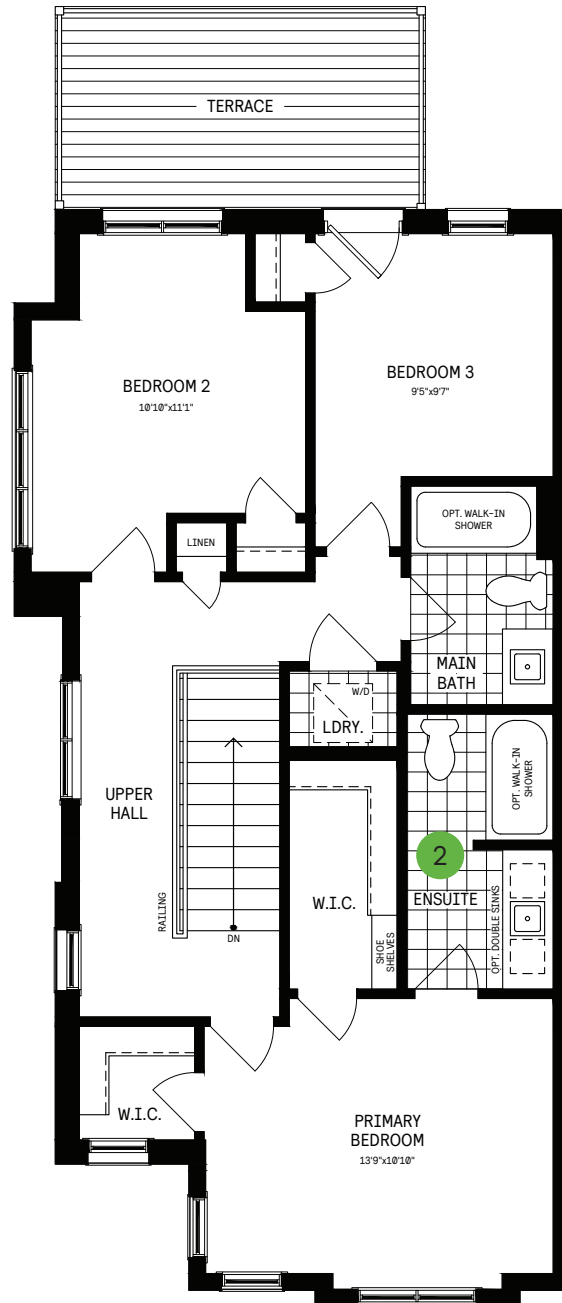 TERRACE
BEDROOM 2
10'10"x11'1"
BEDROOM 3
9'5"x9'7"
OPT. WALK-IN
SHOWER
LINEN
MAIN
BATH
W/D
LDRY.
OPT. WALK-IN
SHOWER
UPPER
HALL
2
ENSUITE
W.I.C.
RAILING
DN
SHOE
SHELVES
OPT. DOUBLE SINKS
W.I.C.
PRIMARY
BEDROOM
13'9"x10'10"